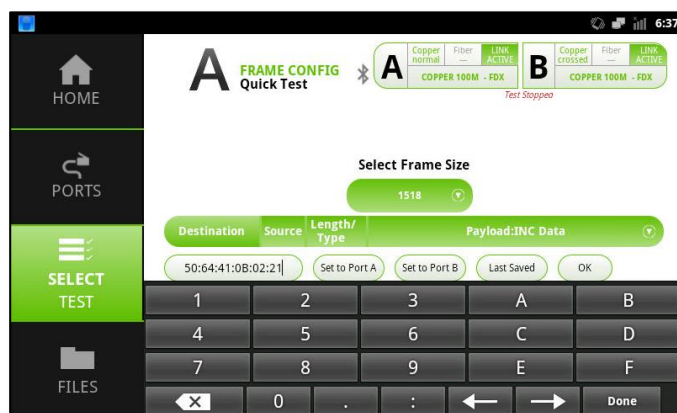 6:37
HOME
PORTS
SELECT
TEST
FILES
A
FRAME CONFIG
Quick Test
A
Copper
normal
Fiber
—
LINK
ACTIVE
COPPER 100M - FDX
B
Copper
crossed
Fiber
—
LINK
ACTIVE
COPPER 100M - FDX
Test Stopped
Select Frame Size
1518
Destination
Source
Length/
Type
Payload:INC Data
50:64:41:0B:02:21
Set to Port A
Set to Port B
Last Saved
OK
1 2 3 A B
4 5 6 C D
7 8 9 E F
0 . : Done